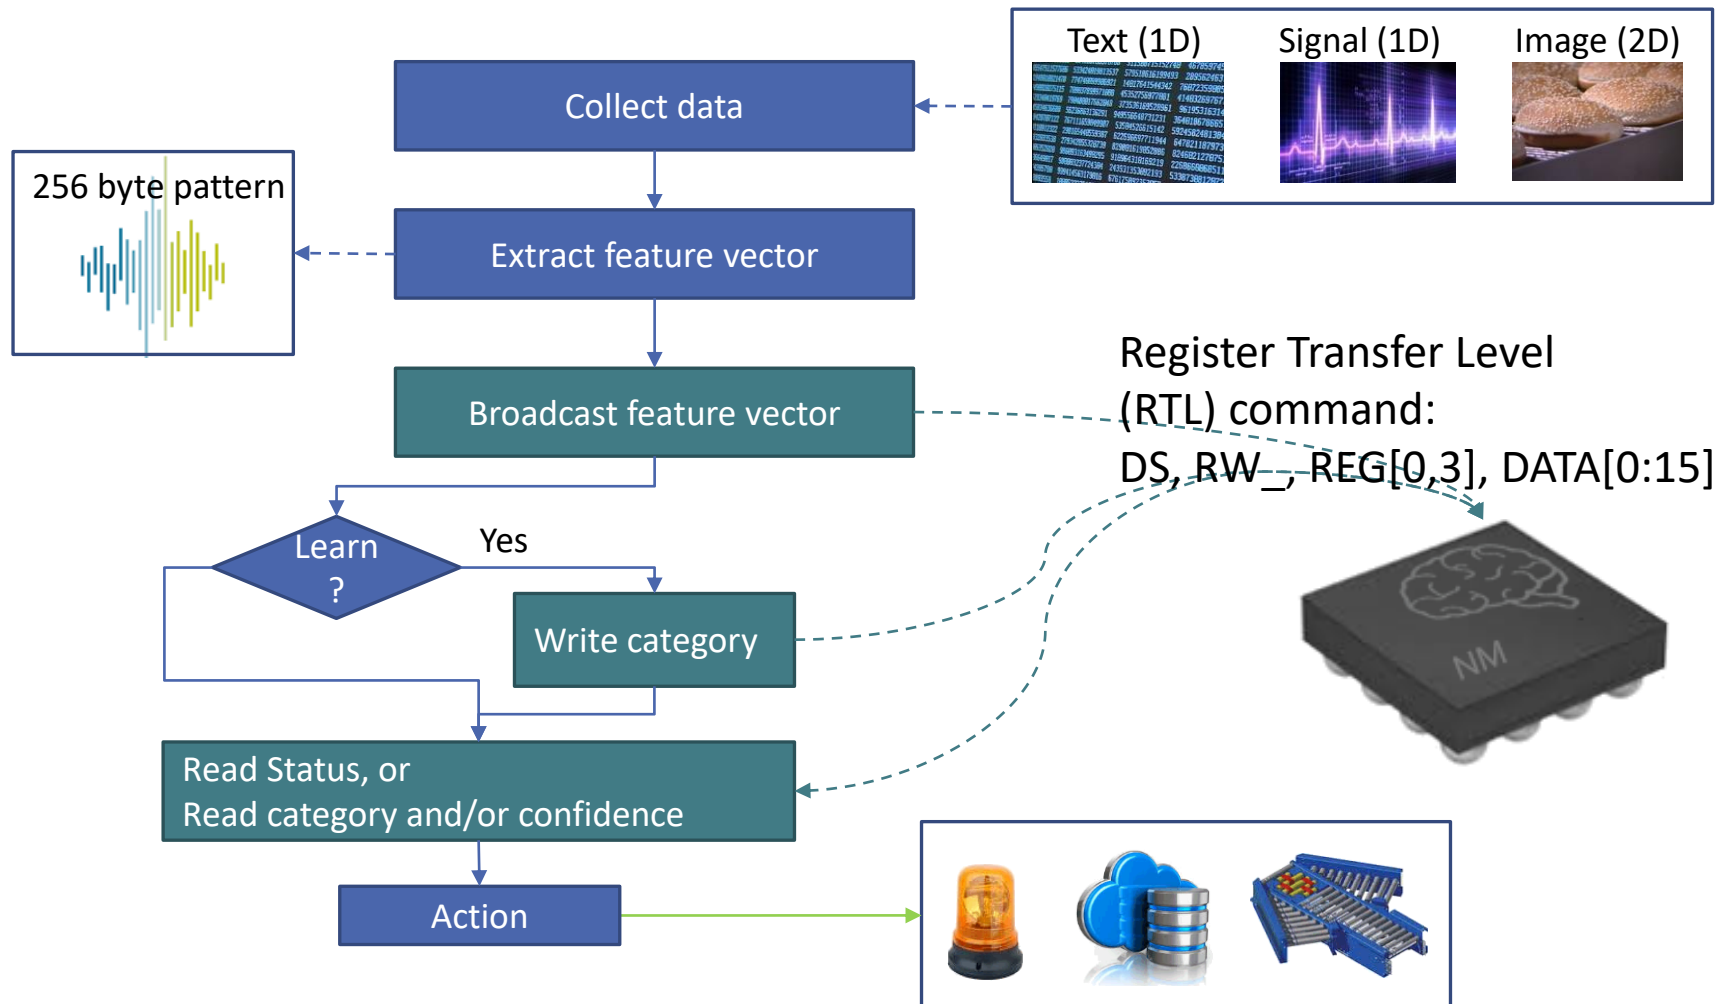 Text (1D)
Signal (1D)
Image (2D)
Collect data
256 byte pattern
Extract feature vector
Register Transfer Level
(RTL) command:
DS, RW_, REG[0,3], DATA[0:15]
Broadcast feature vector
Learn
?
Yes
Write category
NM
Read Status, or
Read category and/or confidence
Action